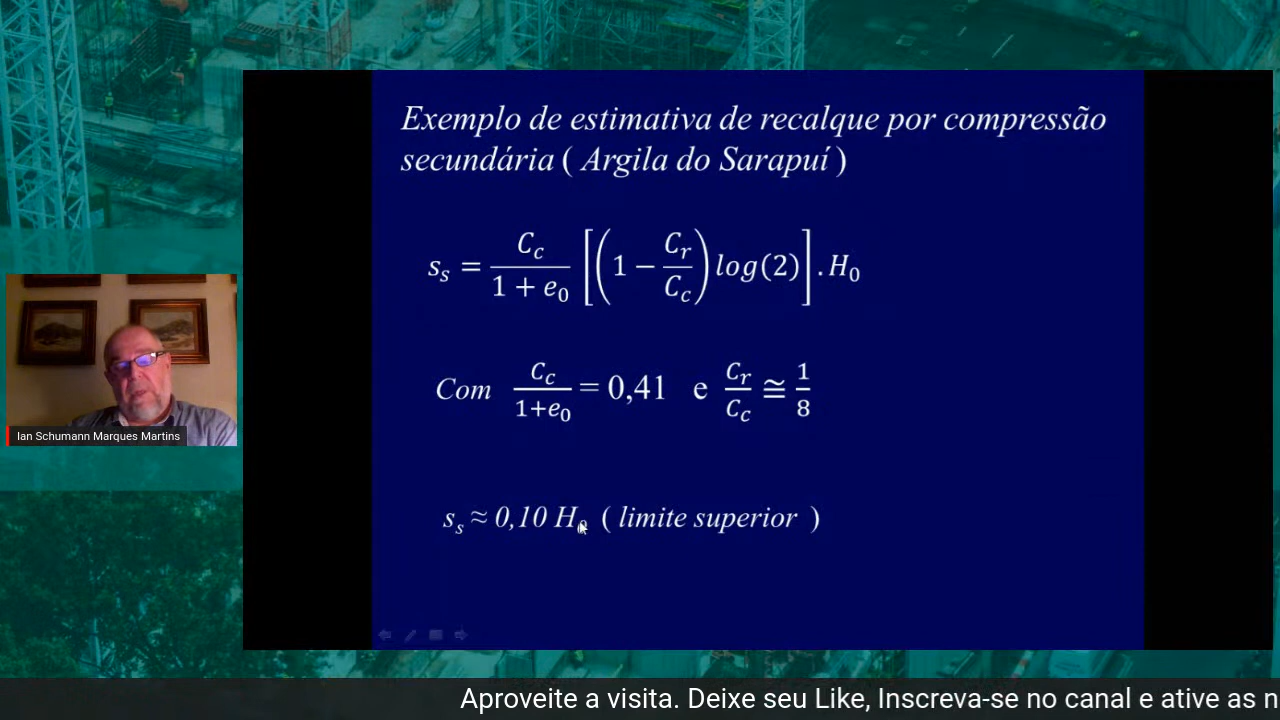 Exemplo de estimativa de recalque por compressão
secundária ( Argila do Sarapuí )
s_s = C_c / (1 + e_0) [(1 − C_r / C_c) log(2)] . H_0
Com C_c / (1+e_0) = 0,41 e C_r / C_c ≅ 1/8
s_s ≈ 0,10 H_0 ( limite superior )
Ian Schumann Marques Martins
Aproveite a visita. Deixe seu Like, Inscreva-se no canal e ative as n